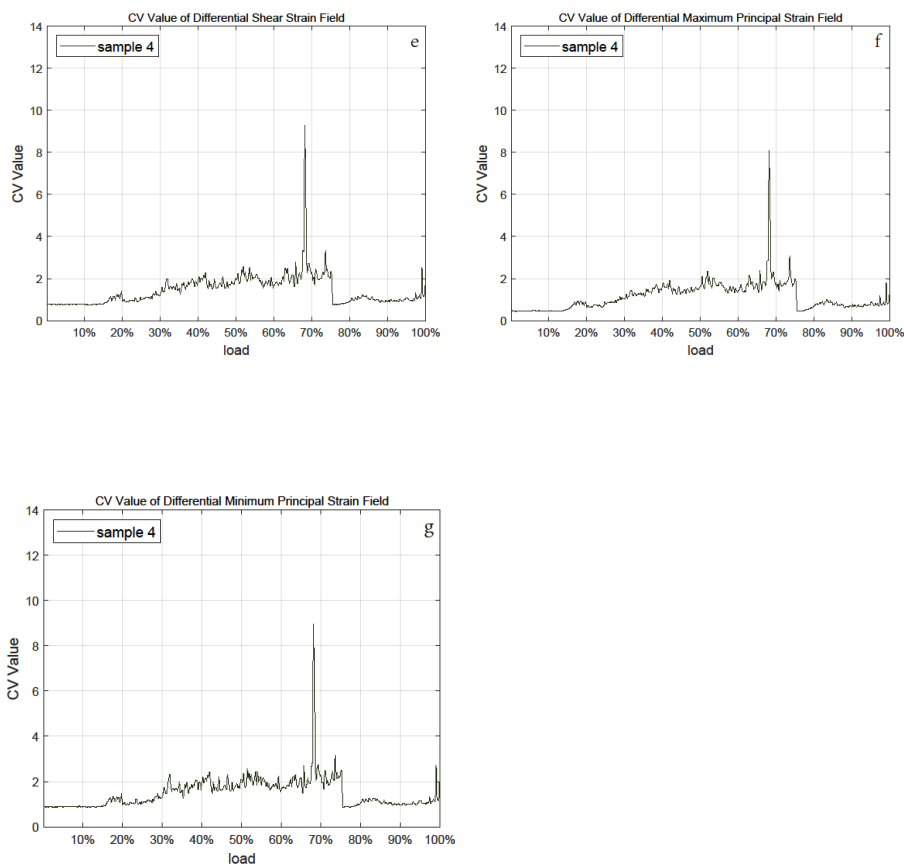 CV Value of Differential Shear Strain Field
14
12
10
8
6
4
2
0
CV Value
sample 4
e
10% 20% 30% 40% 50% 60% 70% 80% 90% 100%
load
CV Value of Differential Maximum Principal Strain Field
14
12
10
8
6
4
2
0
CV Value
sample 4
f
10% 20% 30% 40% 50% 60% 70% 80% 90% 100%
load
CV Value of Differential Minimum Principal Strain Field
14
12
10
8
6
4
2
0
CV Value
sample 4
g
10% 20% 30% 40% 50% 60% 70% 80% 90% 100%
load